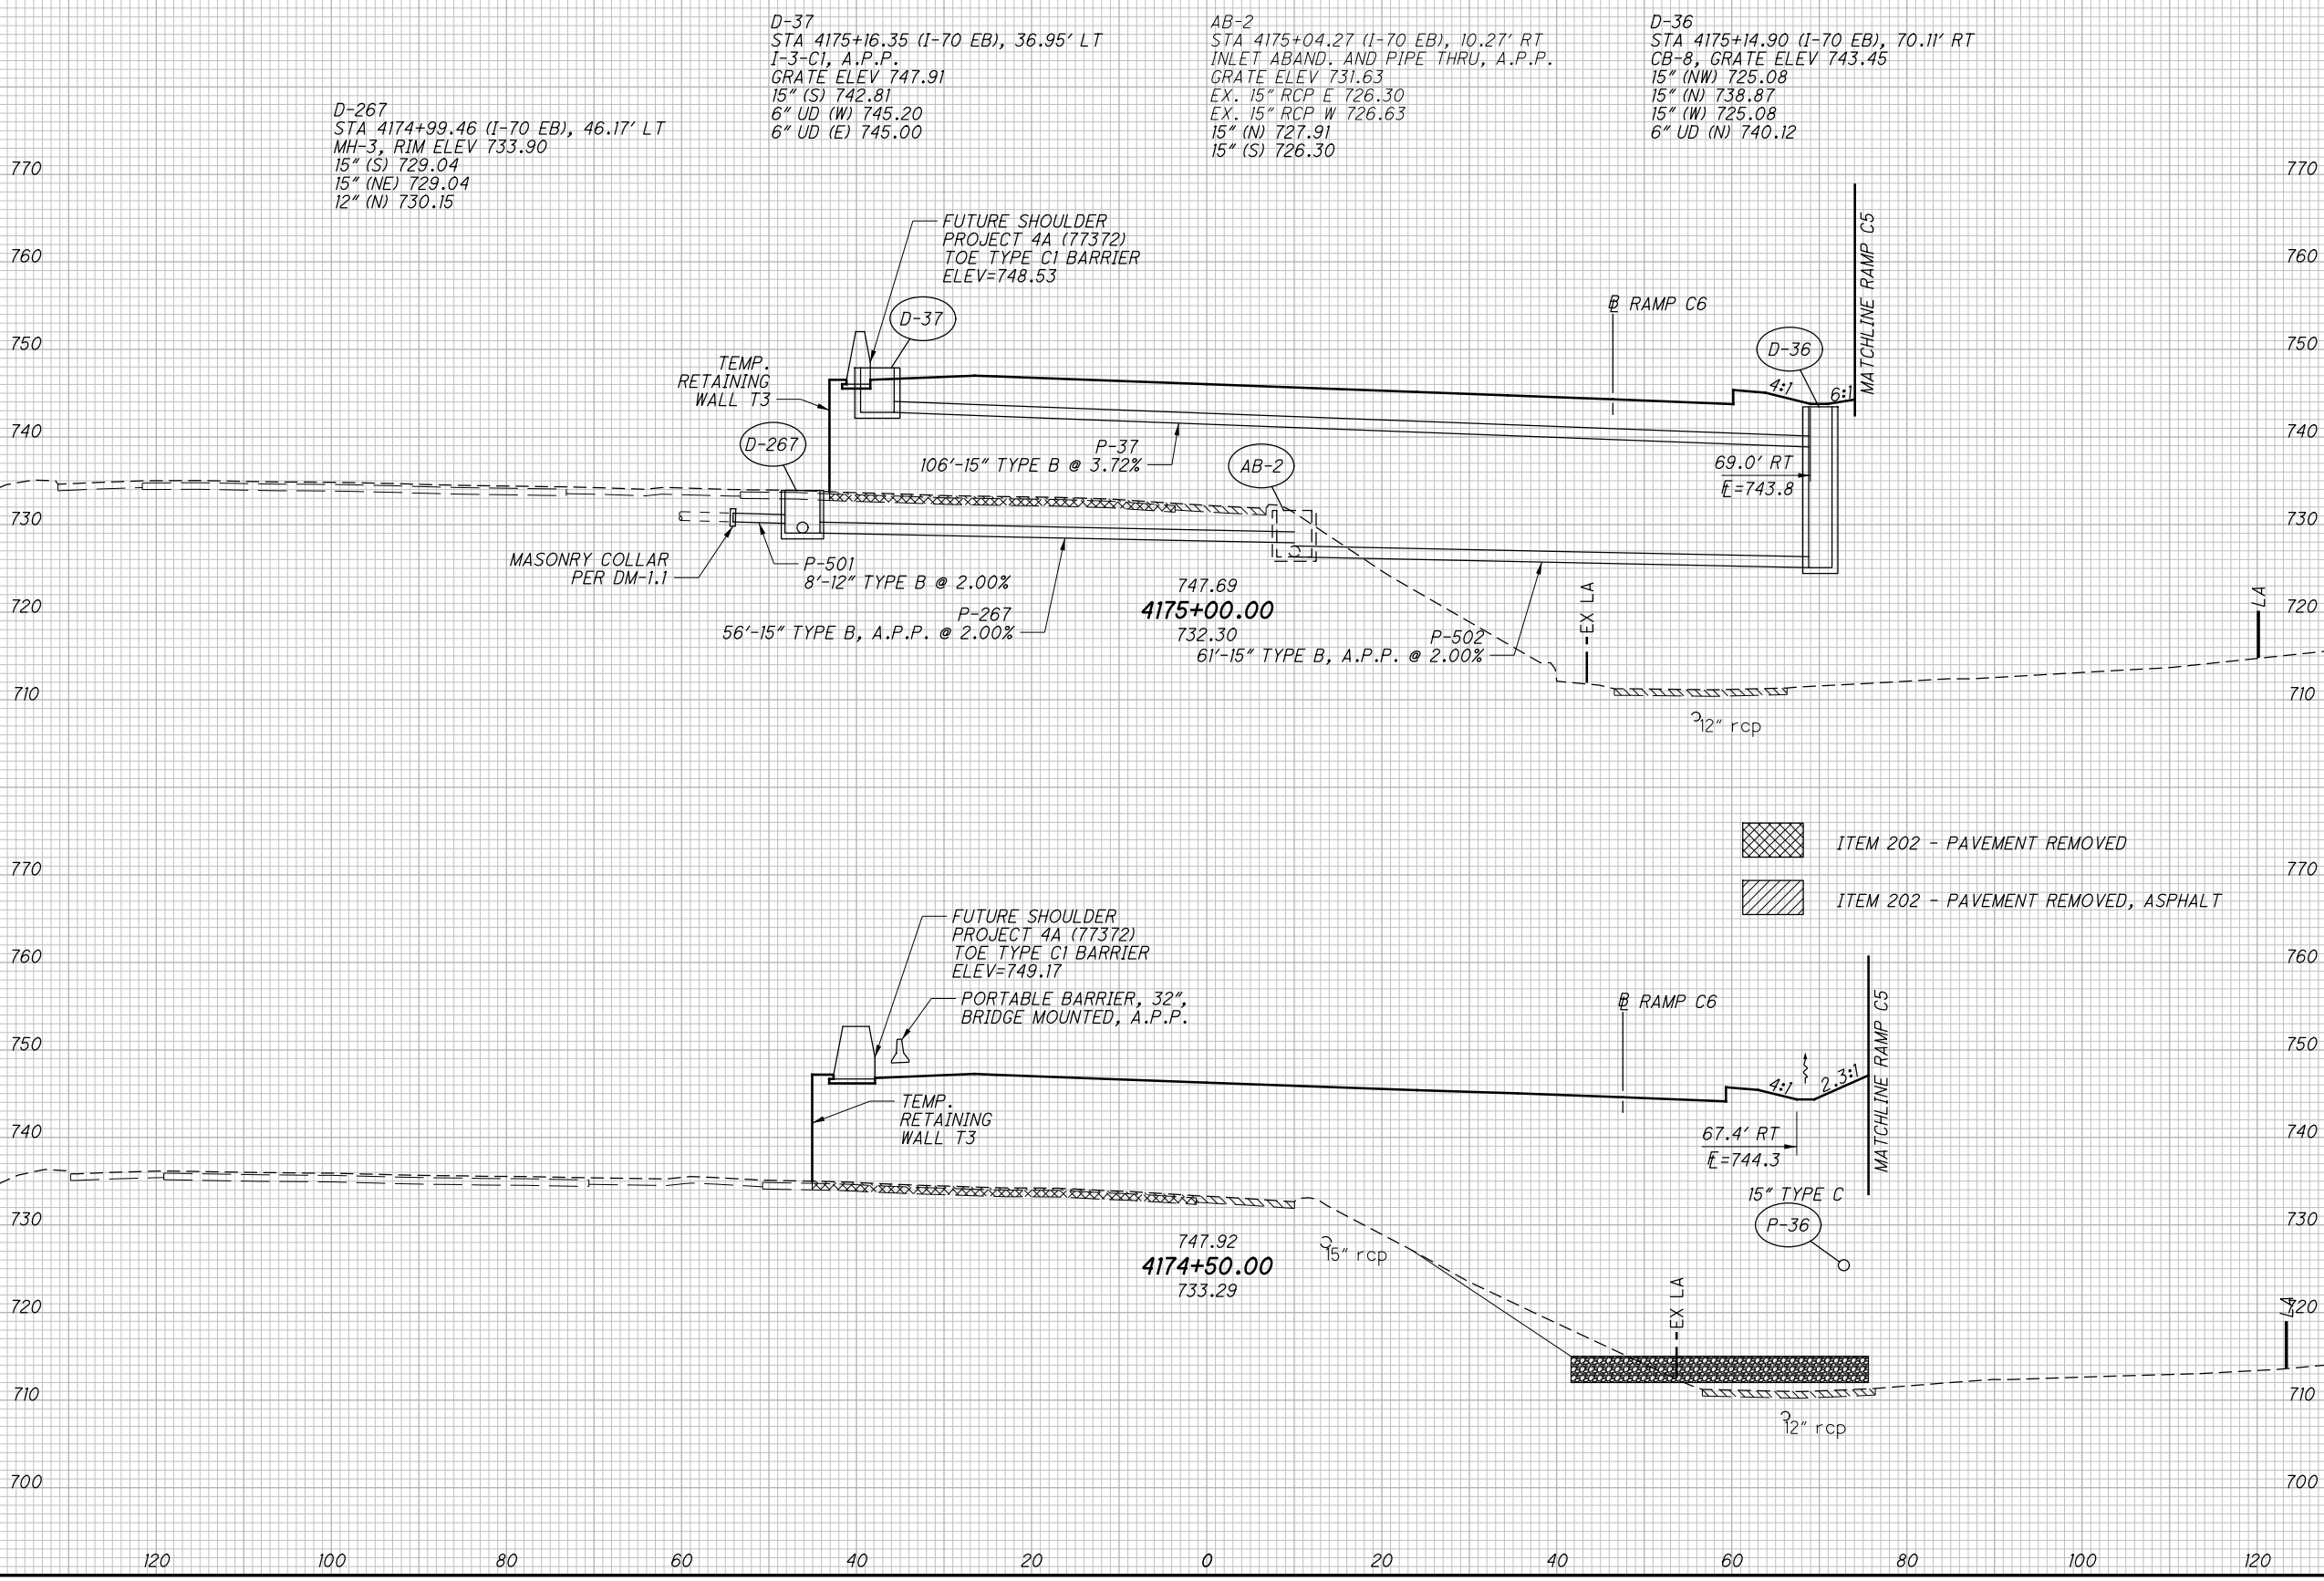 D-37
STA 4175+16.35 (I-70 EB), 36.95' LT
I-3-C1, A.P.P.
GRATE ELEV 747.91
15" (S) 742.81
6" UD (W) 745.20
6" UD (E) 745.00
AB-2
STA 4175+04.27 (I-70 EB), 10.27' RT
INLET ABAND. AND PIPE THRU, A.P.P.
GRATE ELEV 731.63
EX. 15" RCP E 726.30
EX. 15" RCP W 726.63
15" (N) 727.91
15" (S) 726.30
D-36
STA 4175+14.90 (I-70 EB), 70.11' RT
CB-8, GRATE ELEV 743.45
15" (NW) 725.08
15" (N) 738.87
15" (W) 725.08
6" UD (N) 740.12
D-267
STA 4174+99.46 (I-70 EB), 46.17' LT
MH-3, RIM ELEV 733.90
15" (S) 729.04
15" (NE) 729.04
12" (N) 730.15
770
760
750
740
730
720
710
770
760
750
740
730
720
710
FUTURE SHOULDER
PROJECT 4A (77372)
TOE TYPE C1 BARRIER
ELEV=748.53
D-37
TEMP.
RETAINING
WALL T3
D-267
P-37
106'-15" TYPE B @ 3.72%
AB-2
B RAMP C6
D-36
4:1
6:1
MATCHLINE RAMP C5
69.0' RT
FL=743.8
MASONRY COLLAR
PER DM-1.1
P-501
8'-12" TYPE B @ 2.00%
P-267
56'-15" TYPE B, A.P.P. @ 2.00%
747.69
4175+00.00
732.30
P-502
61'-15" TYPE B, A.P.P. @ 2.00%
EX LA
LA
12" rcp
ITEM 202 - PAVEMENT REMOVED
ITEM 202 - PAVEMENT REMOVED, ASPHALT
770
760
750
740
730
720
710
700
770
760
750
740
730
720
710
700
FUTURE SHOULDER
PROJECT 4A (77372)
TOE TYPE C1 BARRIER
ELEV=749.17
PORTABLE BARRIER, 32",
BRIDGE MOUNTED, A.P.P.
TEMP.
RETAINING
WALL T3
B RAMP C6
4:1
2.3:1
MATCHLINE RAMP C5
67.4' RT
FL=744.3
15" TYPE C
P-36
747.92
4174+50.00
733.29
15" rcp
EX LA
LA
12" rcp
120 100 80 60 40 20 0 20 40 60 80 100 120